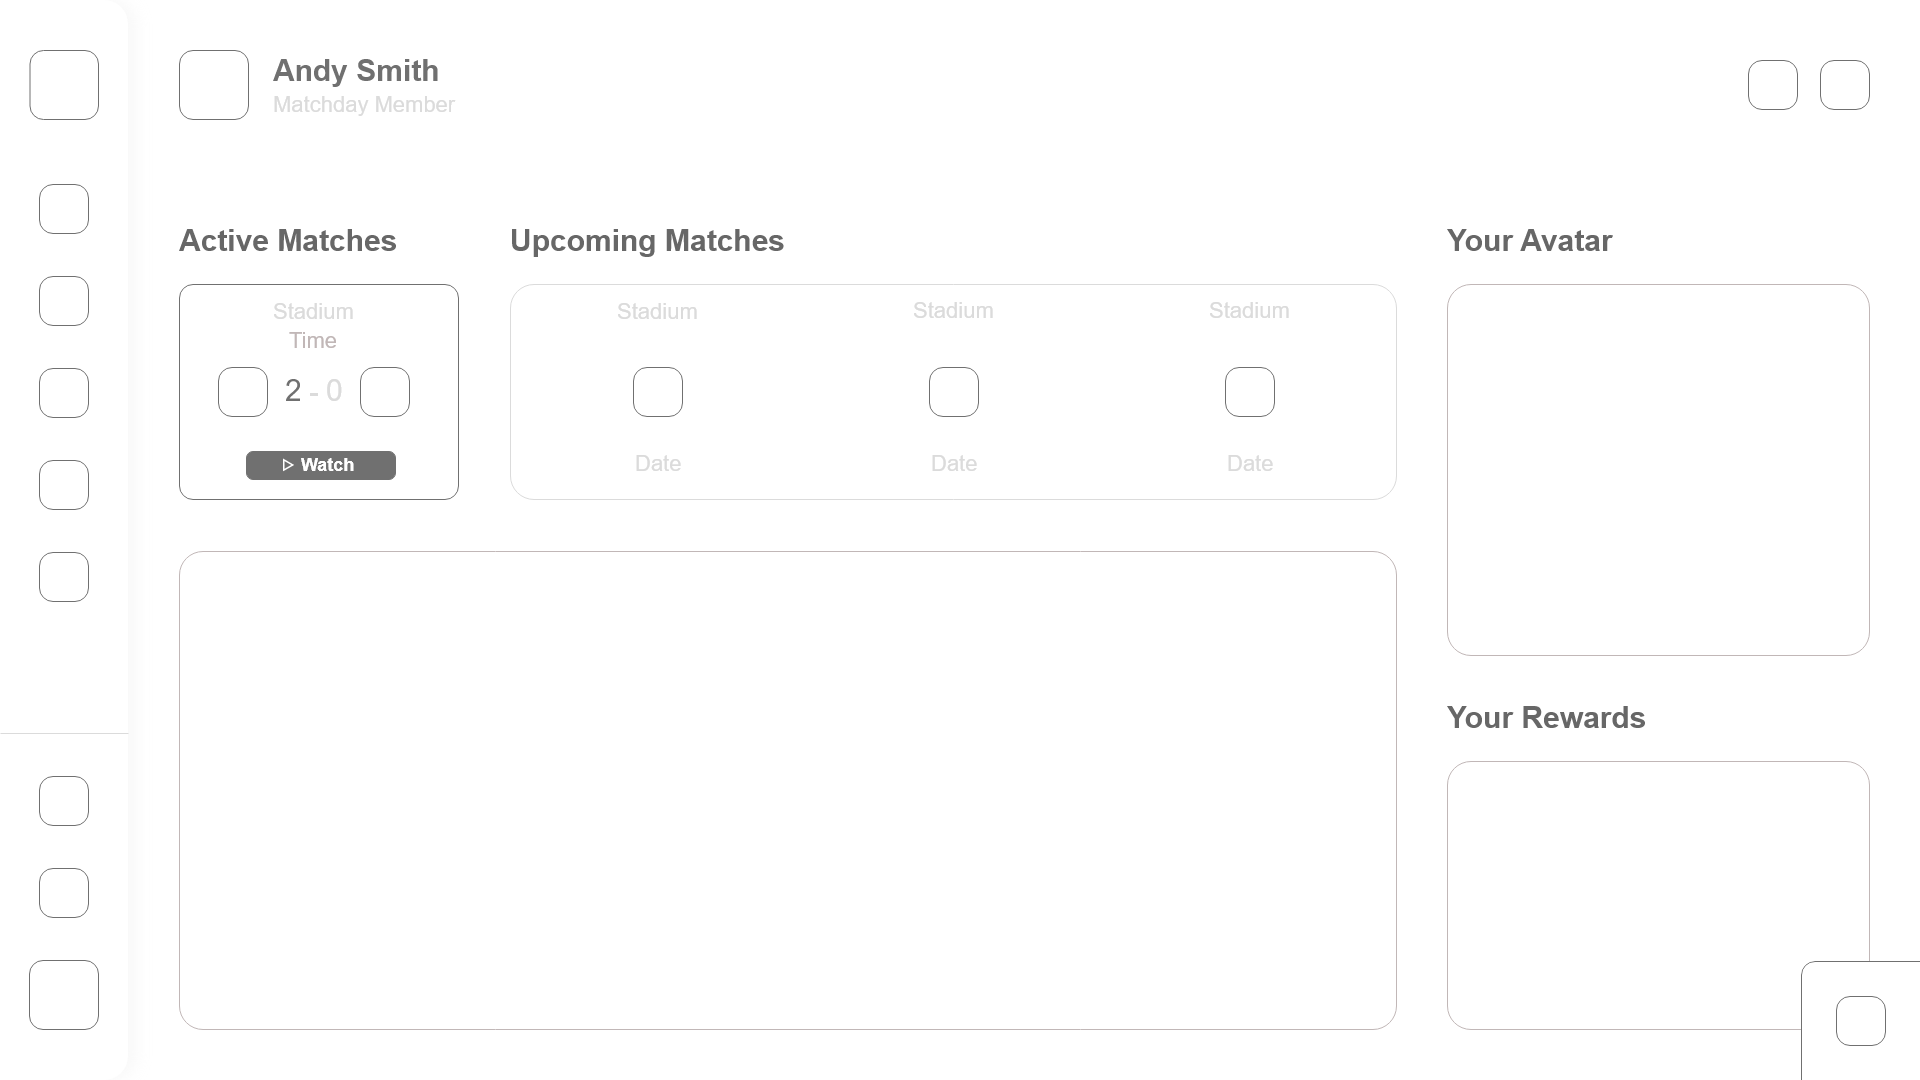 Andy Smith
Matchday Member
Active Matches
Stadium
Time
2 - 0
Watch
Upcoming Matches
Stadium
Date
Stadium
Date
Stadium
Date
Your Avatar
Your Rewards